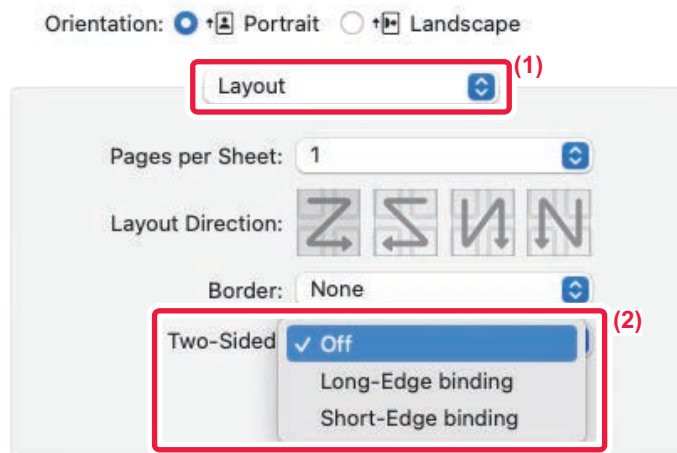 Orientation: Portrait Landscape
(1)
Layout
Pages per Sheet: 1
Layout Direction:
Border: None
(2)
Two-Sided ✓ Off
Long-Edge binding
Short-Edge binding